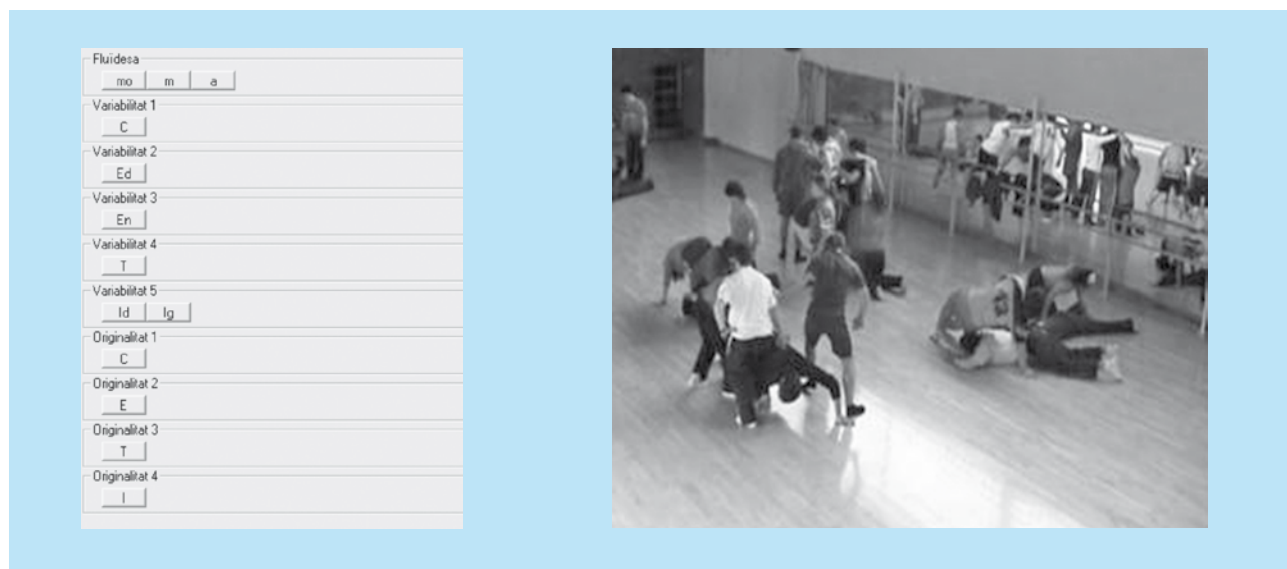 Fluïdesa
mo m a
Variabilitat 1
C
Variabilitat 2
Ed
Variabilitat 3
En
Variabilitat 4
T
Variabilitat 5
Id Ig
Originalitat 1
C
Originalitat 2
E
Originalitat 3
T
Originalitat 4
I